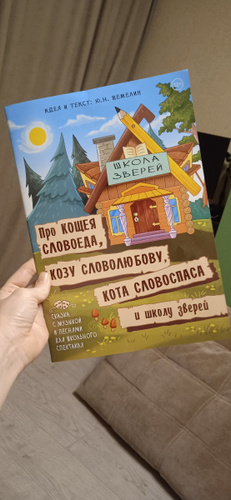 ИДЕЯ И ТЕКСТ: Ю.Н. ШЕМЕЛИН
ШКОЛА
ЗВЕРЕЙ
Про КОЩЕЯ
СЛОВОЕДА,
КОЗУ СЛОВОЛЮБОВУ,
КОТА СЛОВОСПАСА
и школу зверей
СКАЗКА
С МУЗЫКОЙ
И ПЕСНЯМИ
ДЛЯ ШКОЛЬНОГО
СПЕКТАКЛЯ